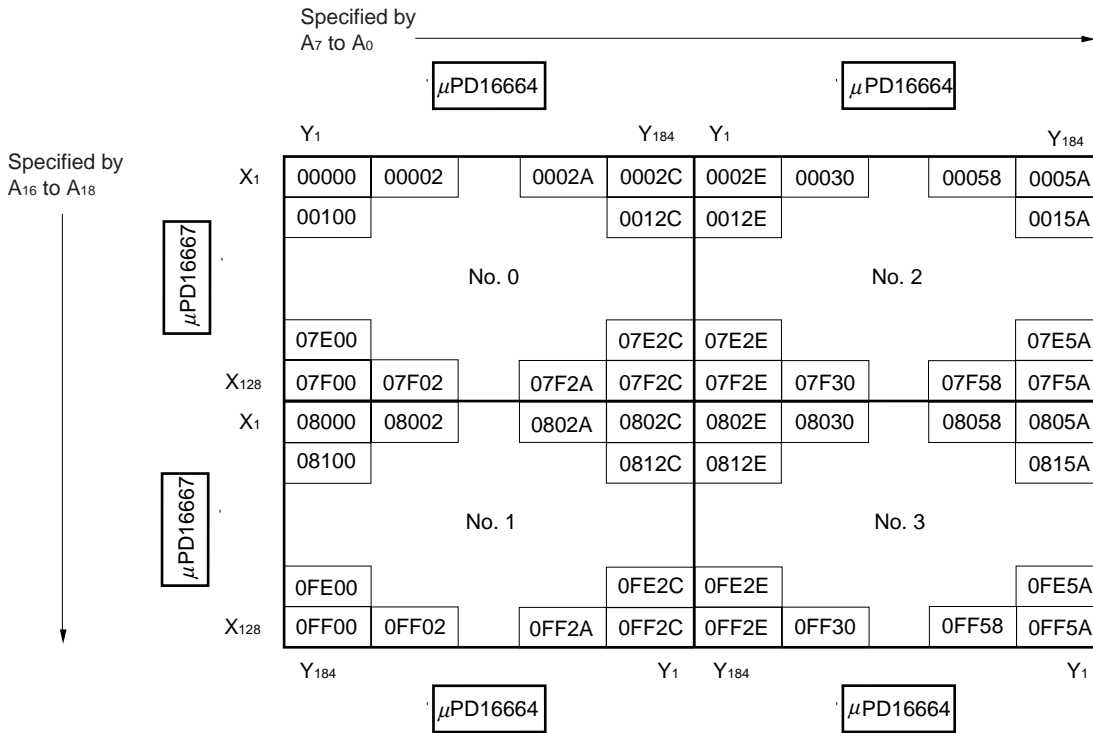 Specified by
A7 to A0
μPD16664 μPD16664
Y1 Y184 Y1 Y184
Specified by
A16 to A18
X1 00000 00002 0002A 0002C 0002E 00030 00058 0005A
00100 0012C 0012E 0015A
μPD16667
No. 0 No. 2
07E00 07E2C 07E2E 07E5A
X128 07F00 07F02 07F2A 07F2C 07F2E 07F30 07F58 07F5A
X1 08000 08002 0802A 0802C 0802E 08030 08058 0805A
08100 0812C 0812E 0815A
μPD16667
No. 1 No. 3
0FE00 0FE2C 0FE2E 0FE5A
X128 0FF00 0FF02 0FF2A 0FF2C 0FF2E 0FF30 0FF58 0FF5A
Y184 Y1 Y184 Y1
μPD16664 μPD16664